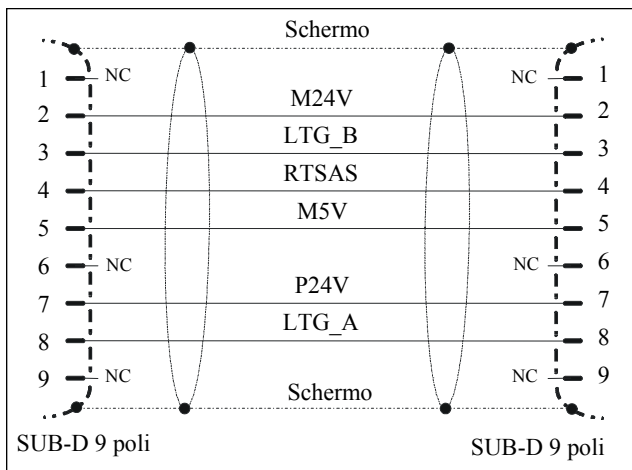 Schermo
1 NC NC 1
2 M24V 2
3 LTG_B 3
4 RTSAS 4
5 M5V 5
6 NC NC 6
7 P24V 7
8 LTG_A 8
9 NC NC 9
Schermo
SUB-D 9 poli SUB-D 9 poli